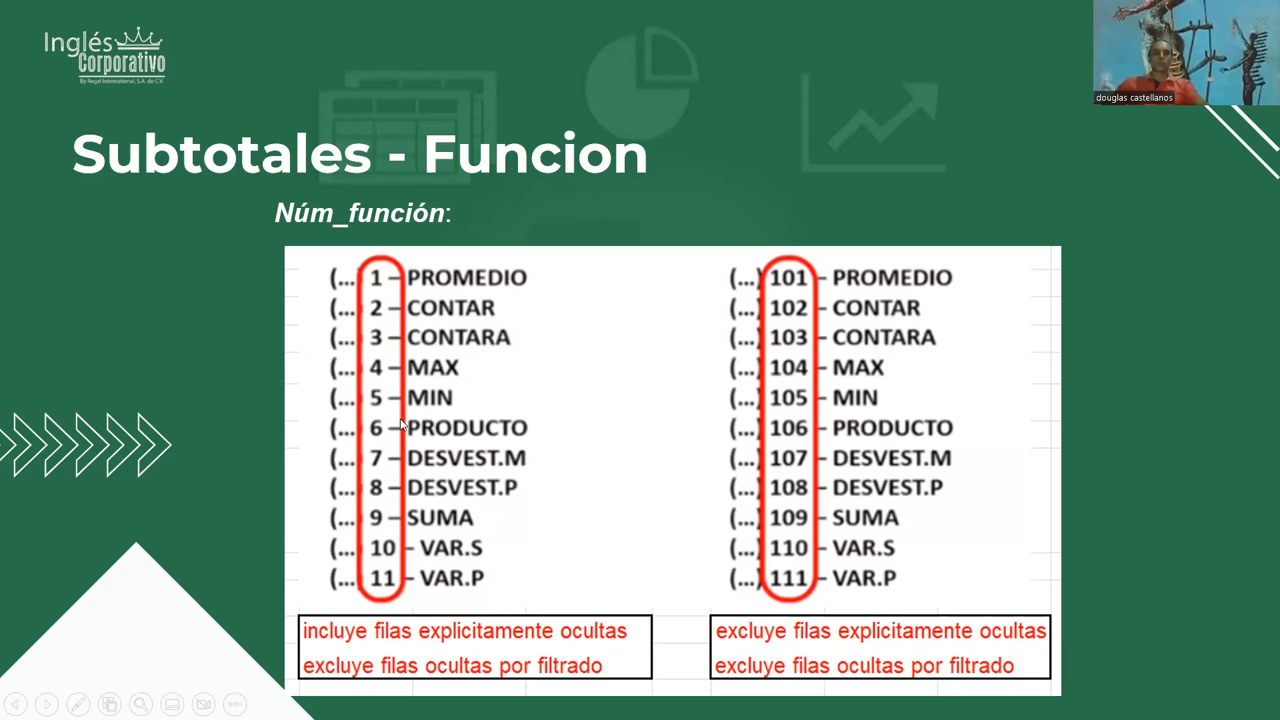 Inglés
Corporativo
By Regal International, S.A. de C.V.
douglas castellanos
Subtotales - Funcion
Núm_función:
(... 1 – PROMEDIO
(... 2 – CONTAR
(... 3 – CONTARA
(... 4 – MAX
(... 5 – MIN
(... 6 – PRODUCTO
(... 7 – DESVEST.M
(... 8 – DESVEST.P
(... 9 – SUMA
(... 10 - VAR.S
(... 11 - VAR.P
incluye filas explicitamente ocultas
excluye filas ocultas por filtrado
(...) 101 – PROMEDIO
(...) 102 – CONTAR
(...) 103 – CONTARA
(...) 104 – MAX
(...) 105 – MIN
(...) 106 – PRODUCTO
(...) 107 – DESVEST.M
(...) 108 – DESVEST.P
(...) 109 – SUMA
(...) 110 – VAR.S
(...) 111 – VAR.P
excluye filas explicitamente ocultas
excluye filas ocultas por filtrado